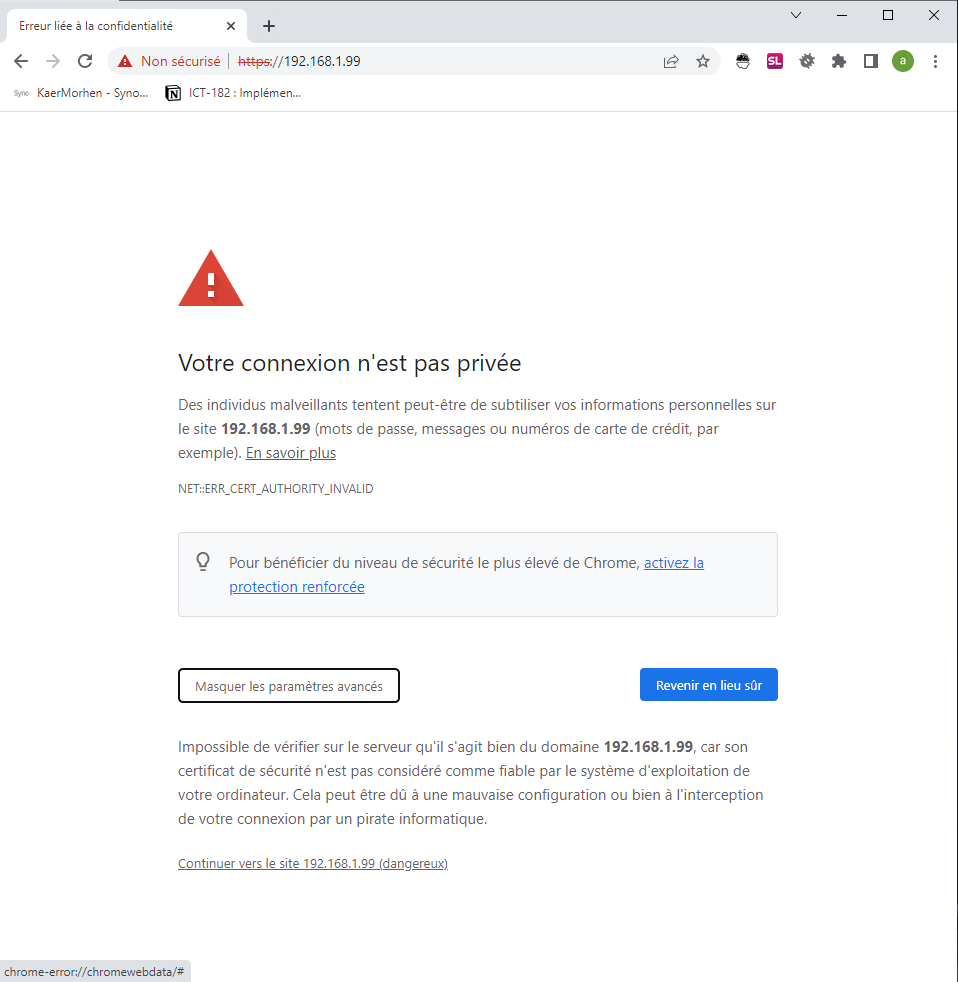 Erreur liée à la confidentialité
Non sécurisé https://192.168.1.99
SL
a
Syno KaerMorhen - Syno... N ICT-182 : Implémen...
Votre connexion n'est pas privée
Des individus malveillants tentent peut-être de subtiliser vos informations personnelles sur
le site 192.168.1.99 (mots de passe, messages ou numéros de carte de crédit, par
exemple). En savoir plus
NET::ERR_CERT_AUTHORITY_INVALID
Pour bénéficier du niveau de sécurité le plus élevé de Chrome, activez la
protection renforcée
Masquer les paramètres avancés
Revenir en lieu sûr
Impossible de vérifier sur le serveur qu'il s'agit bien du domaine 192.168.1.99, car son
certificat de sécurité n'est pas considéré comme fiable par le système d'exploitation de
votre ordinateur. Cela peut être dû à une mauvaise configuration ou bien à l'interception
de votre connexion par un pirate informatique.
Continuer vers le site 192.168.1.99 (dangereux)
chrome-error://chromewebdata/#